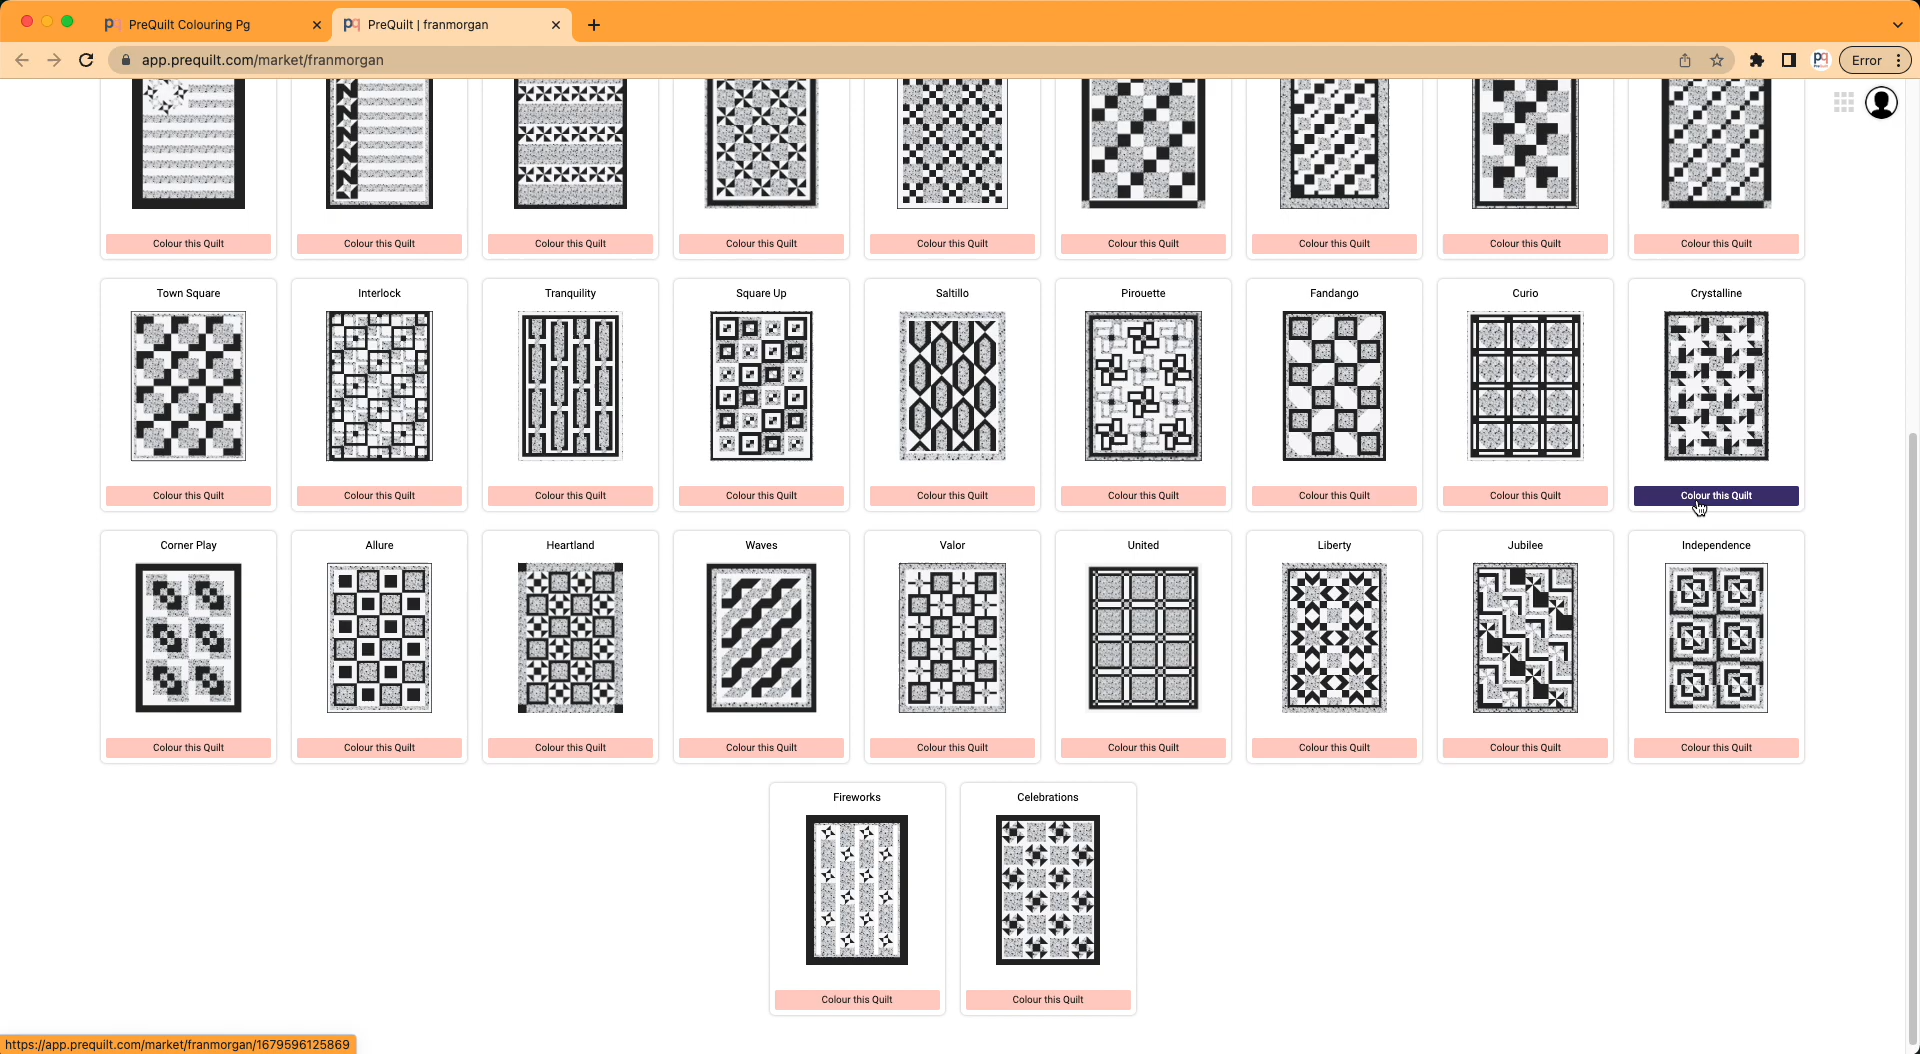 PreQuilt Colouring Pg
PreQuilt | franmorgan
app.prequilt.com/market/franmorgan
Error
Colour this Quilt Colour this Quilt Colour this Quilt Colour this Quilt Colour this Quilt Colour this Quilt Colour this Quilt Colour this Quilt Colour this Quilt
Town Square Interlock Tranquility Square Up Saltillo Pirouette Fandango Curio Crystalline
Colour this Quilt Colour this Quilt Colour this Quilt Colour this Quilt Colour this Quilt Colour this Quilt Colour this Quilt Colour this Quilt Colour this Quilt
Corner Play Allure Heartland Waves Valor United Liberty Jubilee Independence
Colour this Quilt Colour this Quilt Colour this Quilt Colour this Quilt Colour this Quilt Colour this Quilt Colour this Quilt Colour this Quilt Colour this Quilt
Fireworks Celebrations
Colour this Quilt Colour this Quilt
https://app.prequilt.com/market/franmorgan/1679596125869